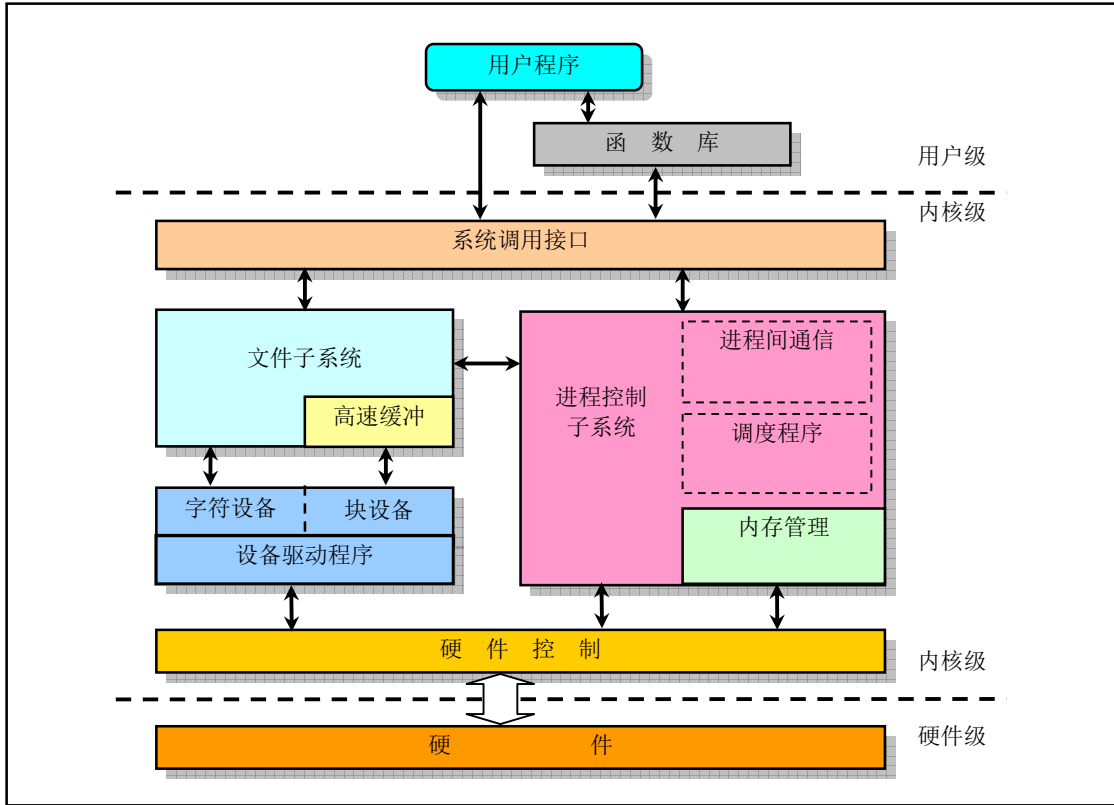 用户程序
函 数 库
用户级
内核级
系统调用接口
文件子系统
高速缓冲
进程控制
子系统
进程间通信
调度程序
内存管理
字符设备
块设备
设备驱动程序
硬 件 控 制
内核级
硬 件
硬件级